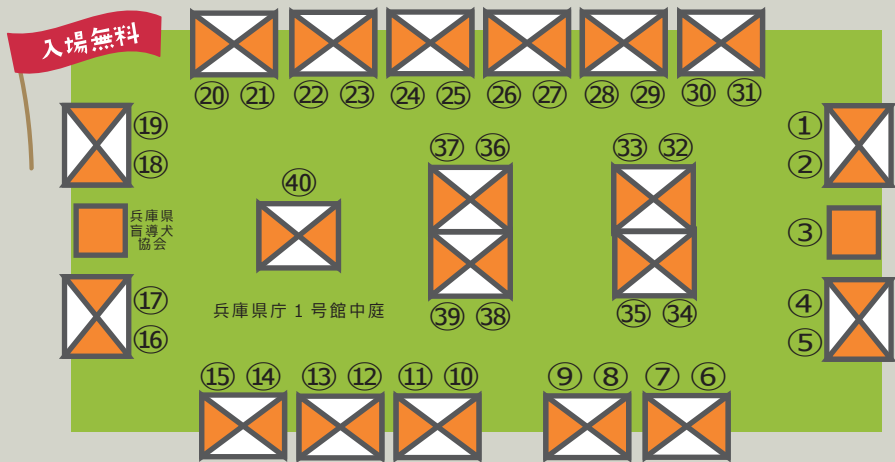 入場無料
⑳ ㉑ ㉒ ㉓ ㉔ ㉕ ㉖ ㉗ ㉘ ㉙ ㉚ ㉛
⑲
⑱
①
②
㊲ ㊱
㉝ ㉜
㊵
兵庫県
盲導犬
協会
③
⑰
⑯
④
⑤
兵庫県庁1号館中庭
㊴ ㊳
㉟ ㉞
⑮ ⑭ ⑬ ⑫ ⑪ ⑩ ⑨ ⑧ ⑦ ⑥